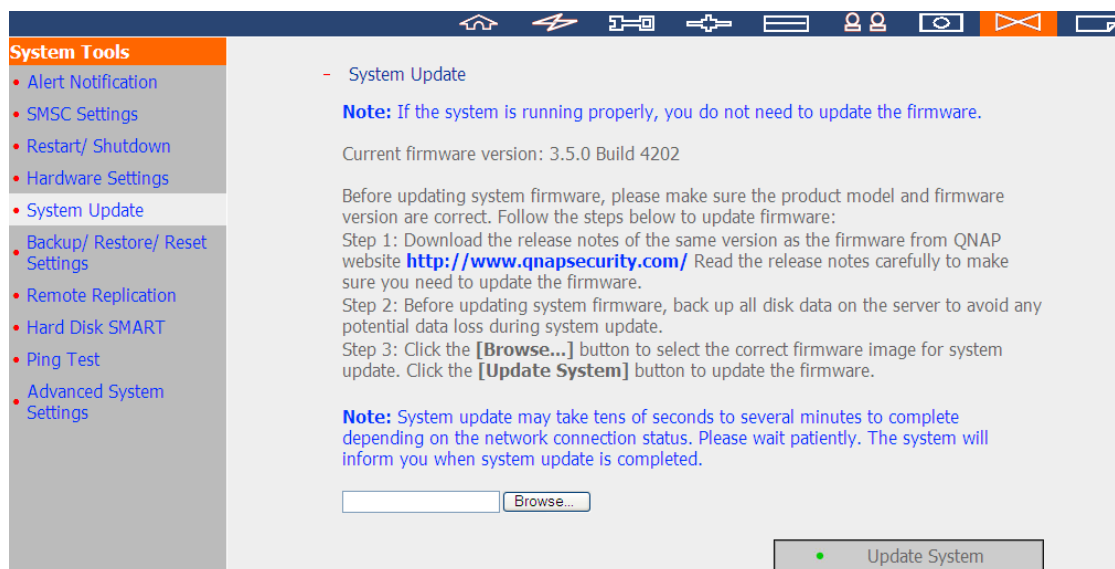 System Tools
• Alert Notification
• SMSC Settings
• Restart/ Shutdown
• Hardware Settings
• System Update
• Backup/ Restore/ Reset
Settings
• Remote Replication
• Hard Disk SMART
• Ping Test
• Advanced System
Settings
– System Update
Note: If the system is running properly, you do not need to update the firmware.
Current firmware version: 3.5.0 Build 4202
Before updating system firmware, please make sure the product model and firmware
version are correct. Follow the steps below to update firmware:
Step 1: Download the release notes of the same version as the firmware from QNAP
website http://www.qnapsecurity.com/ Read the release notes carefully to make
sure you need to update the firmware.
Step 2: Before updating system firmware, back up all disk data on the server to avoid any
potential data loss during system update.
Step 3: Click the [Browse...] button to select the correct firmware image for system
update. Click the [Update System] button to update the firmware.
Note: System update may take tens of seconds to several minutes to complete
depending on the network connection status. Please wait patiently. The system will
inform you when system update is completed.
Browse...
• Update System